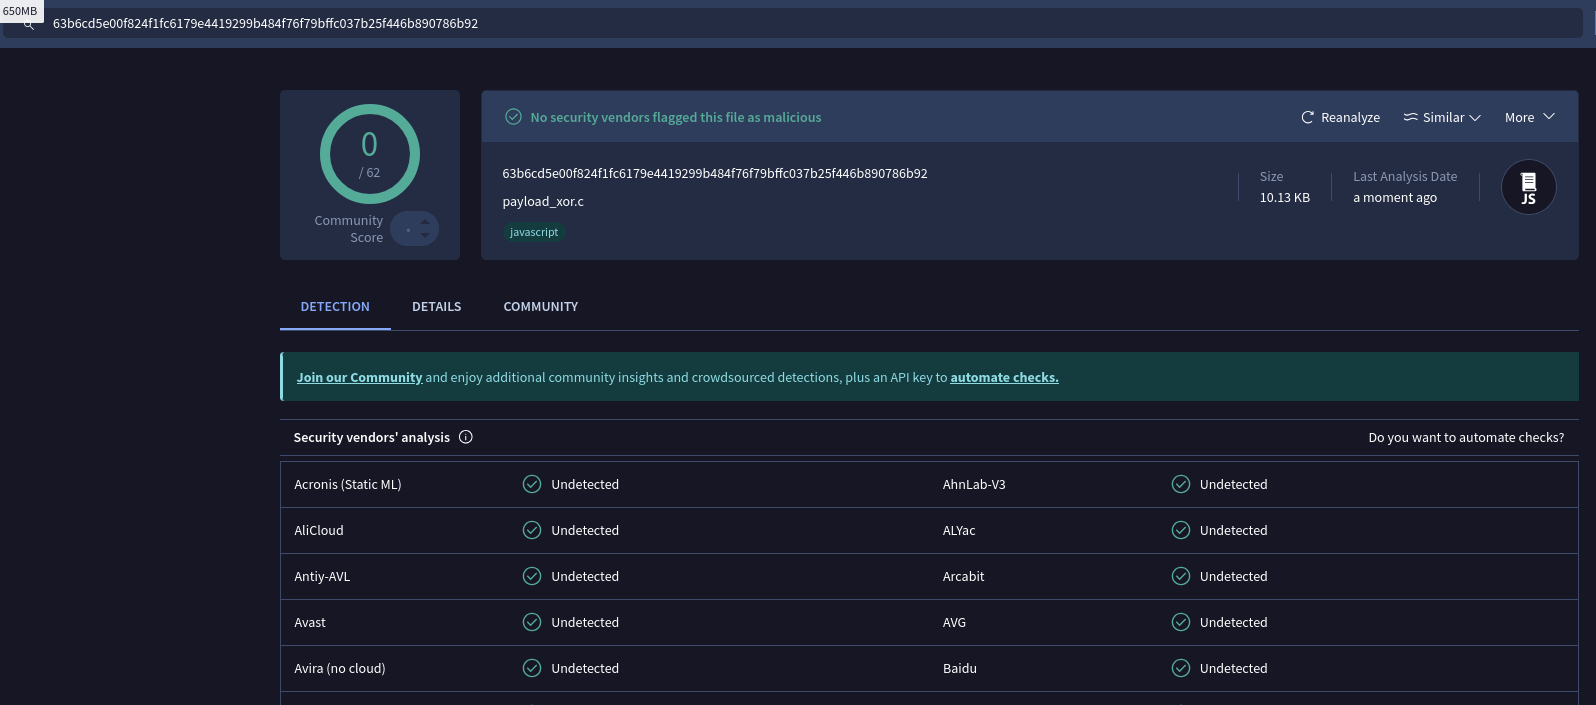 650MB
63b6cd5e00f824f1fc6179e4419299b484f76f79bffc037b25f446b890786b92
0
/ 62
Community
Score
No security vendors flagged this file as malicious
Reanalyze
Similar
More
63b6cd5e00f824f1fc6179e4419299b484f76f79bffc037b25f446b890786b92
payload_xor.c
javascript
Size
10.13 KB
Last Analysis Date
a moment ago
JS
DETECTION
DETAILS
COMMUNITY
Join our Community and enjoy additional community insights and crowdsourced detections, plus an API key to automate checks.
Security vendors' analysis
Do you want to automate checks?
Acronis (Static ML)
Undetected
AhnLab-V3
Undetected
AliCloud
Undetected
ALYac
Undetected
Antiy-AVL
Undetected
Arcabit
Undetected
Avast
Undetected
AVG
Undetected
Avira (no cloud)
Undetected
Baidu
Undetected